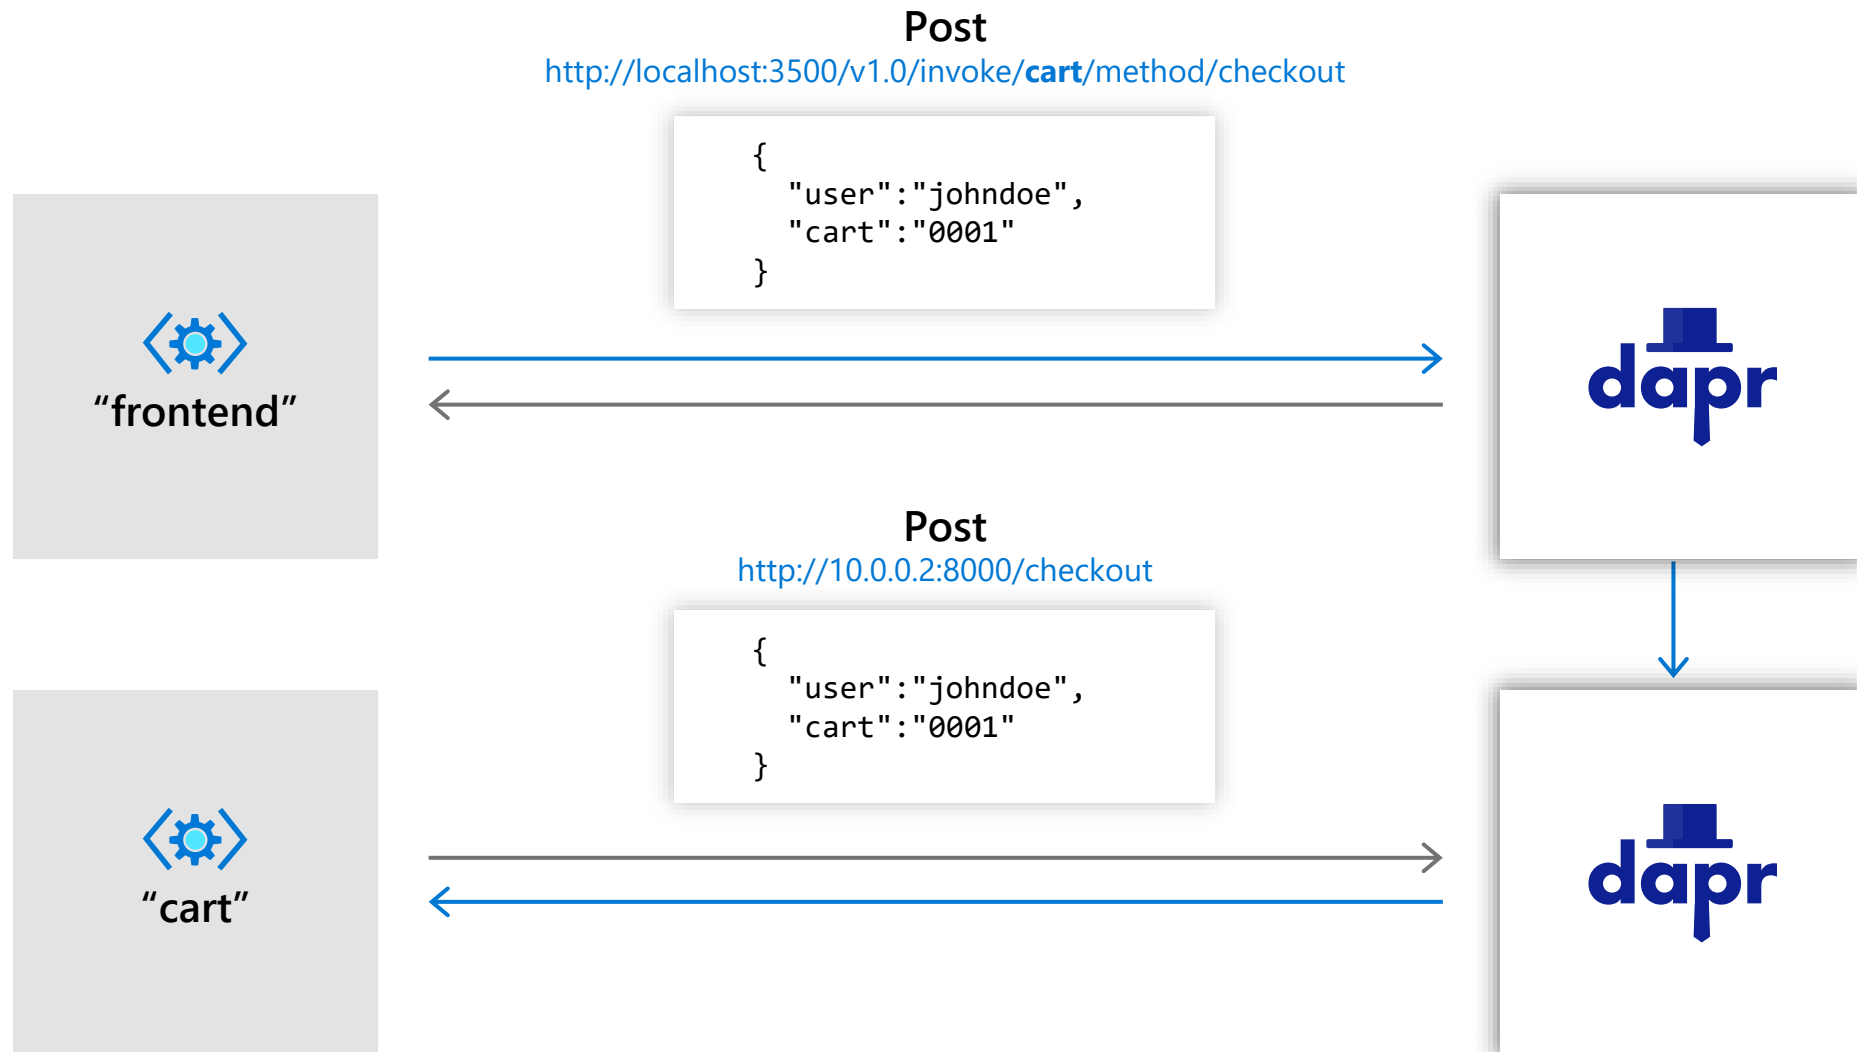 Post
http://localhost:3500/v1.0/invoke/cart/method/checkout
{
"user":"johndoe",
"cart":"0001"
}
“frontend”
dapr
Post
http://10.0.0.2:8000/checkout
{
"user":"johndoe",
"cart":"0001"
}
“cart”
dapr